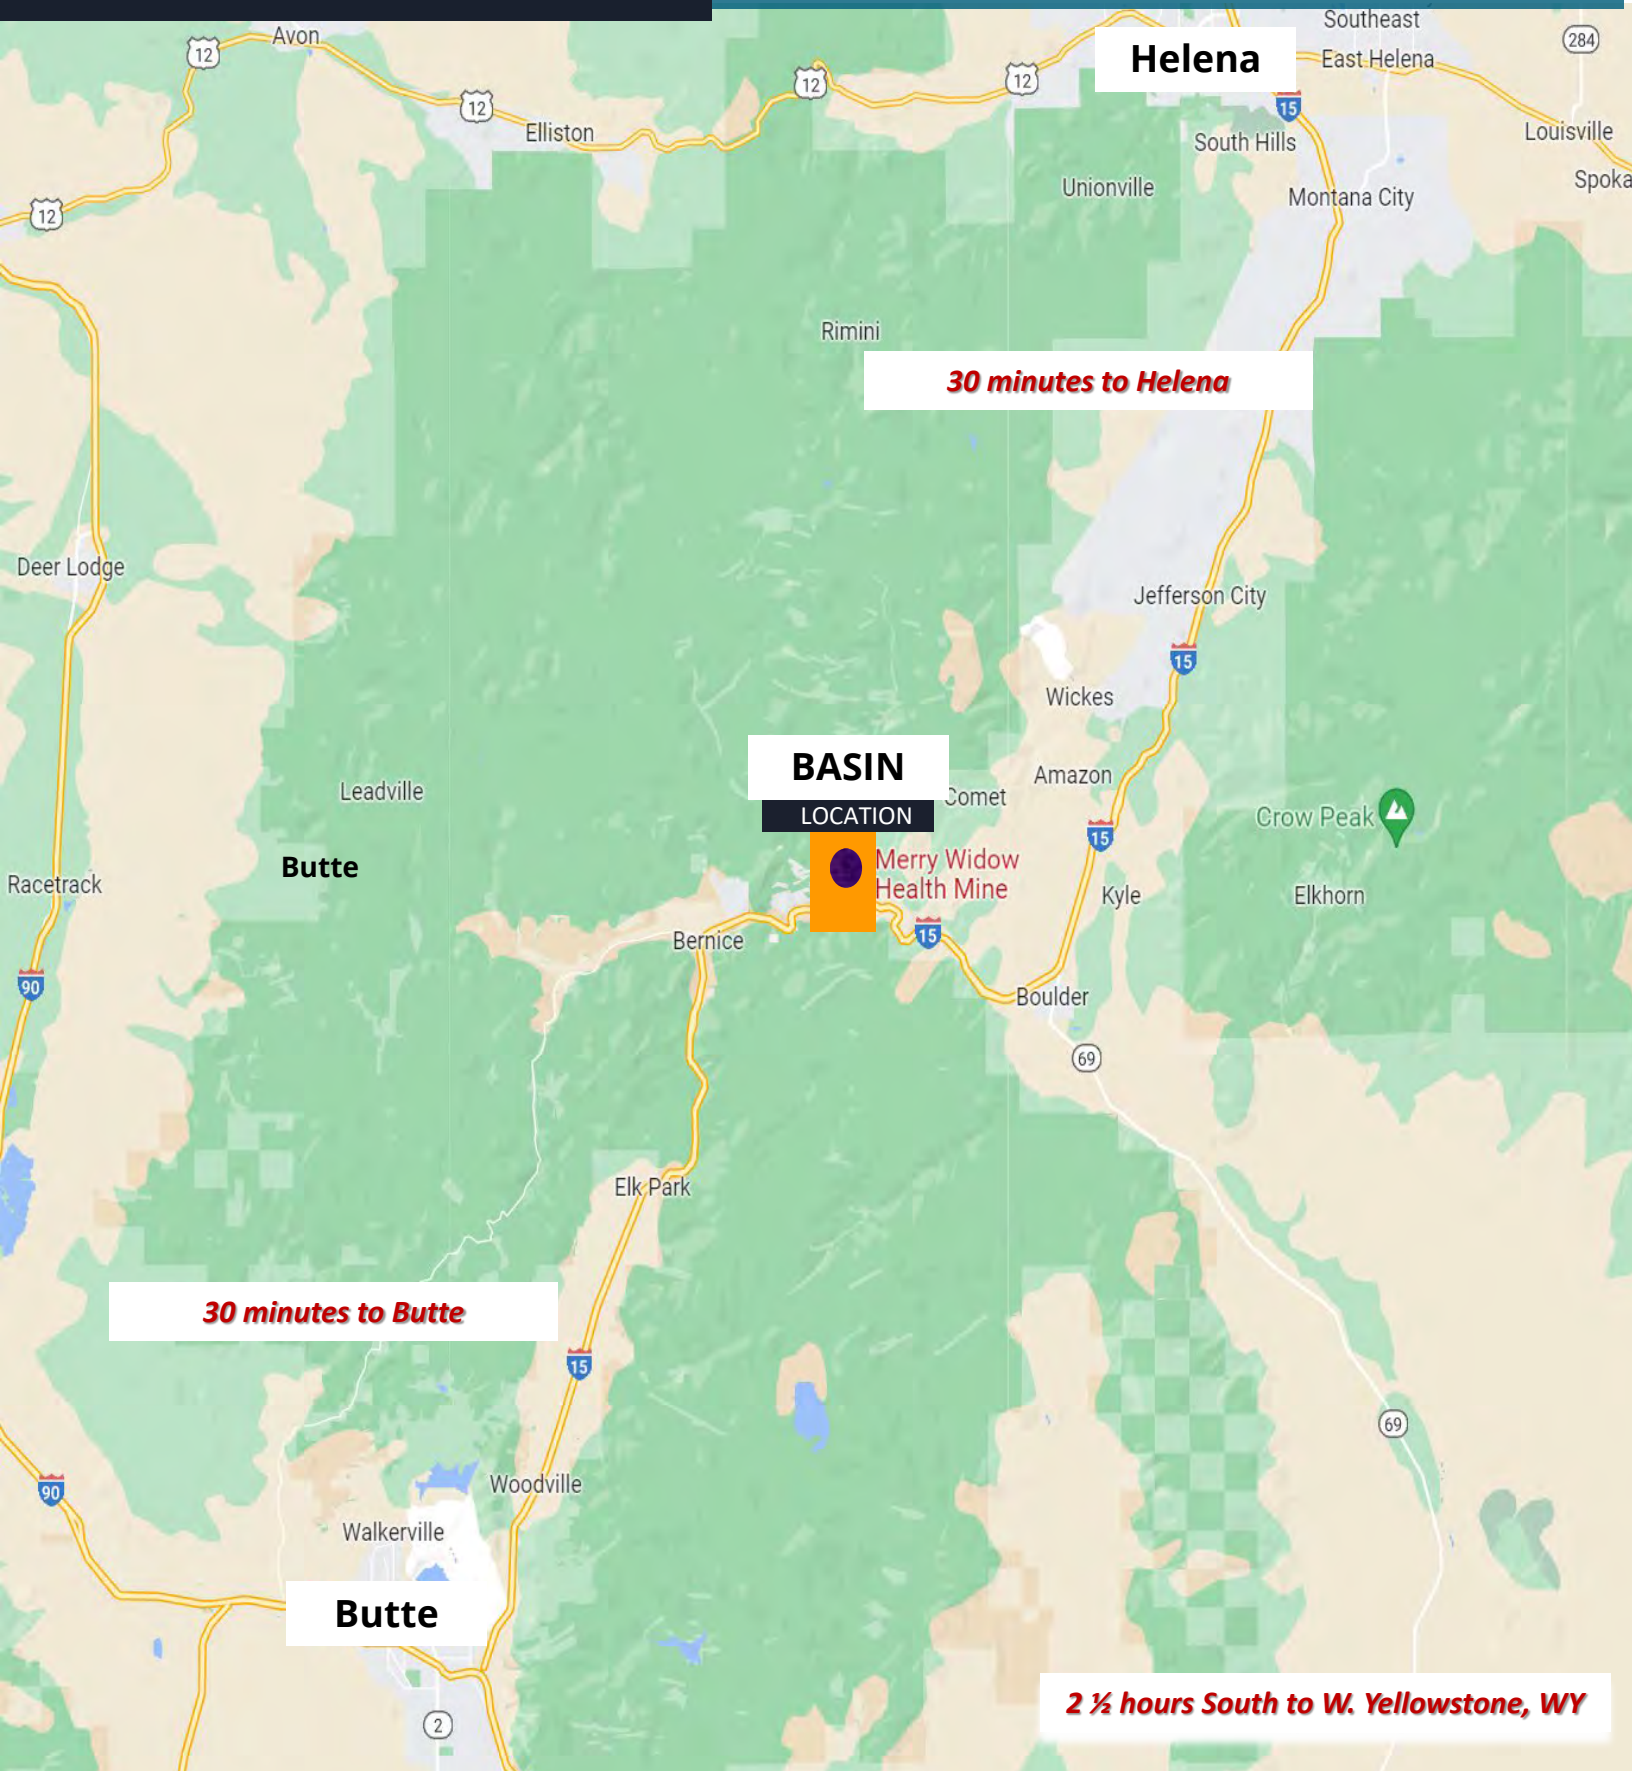 Southeast
Avon
12
Helena
284
East Helena
12
12
12
15
Elliston
South Hills
Louisville
Unionville
Spoka
Montana City
12
Rimini
30 minutes to Helena
Deer Lodge
Jefferson City
15
Wickes
BASIN
Amazon
Leadville
Comet
LOCATION
Crow Peak
15
Butte
Merry Widow
Health Mine
Racetrack
Kyle
Elkhorn
Bernice
15
90
Boulder
69
Elk Park
30 minutes to Butte
15
69
Woodville
90
Walkerville
Butte
2 ½ hours South to W. Yellowstone, WY
2